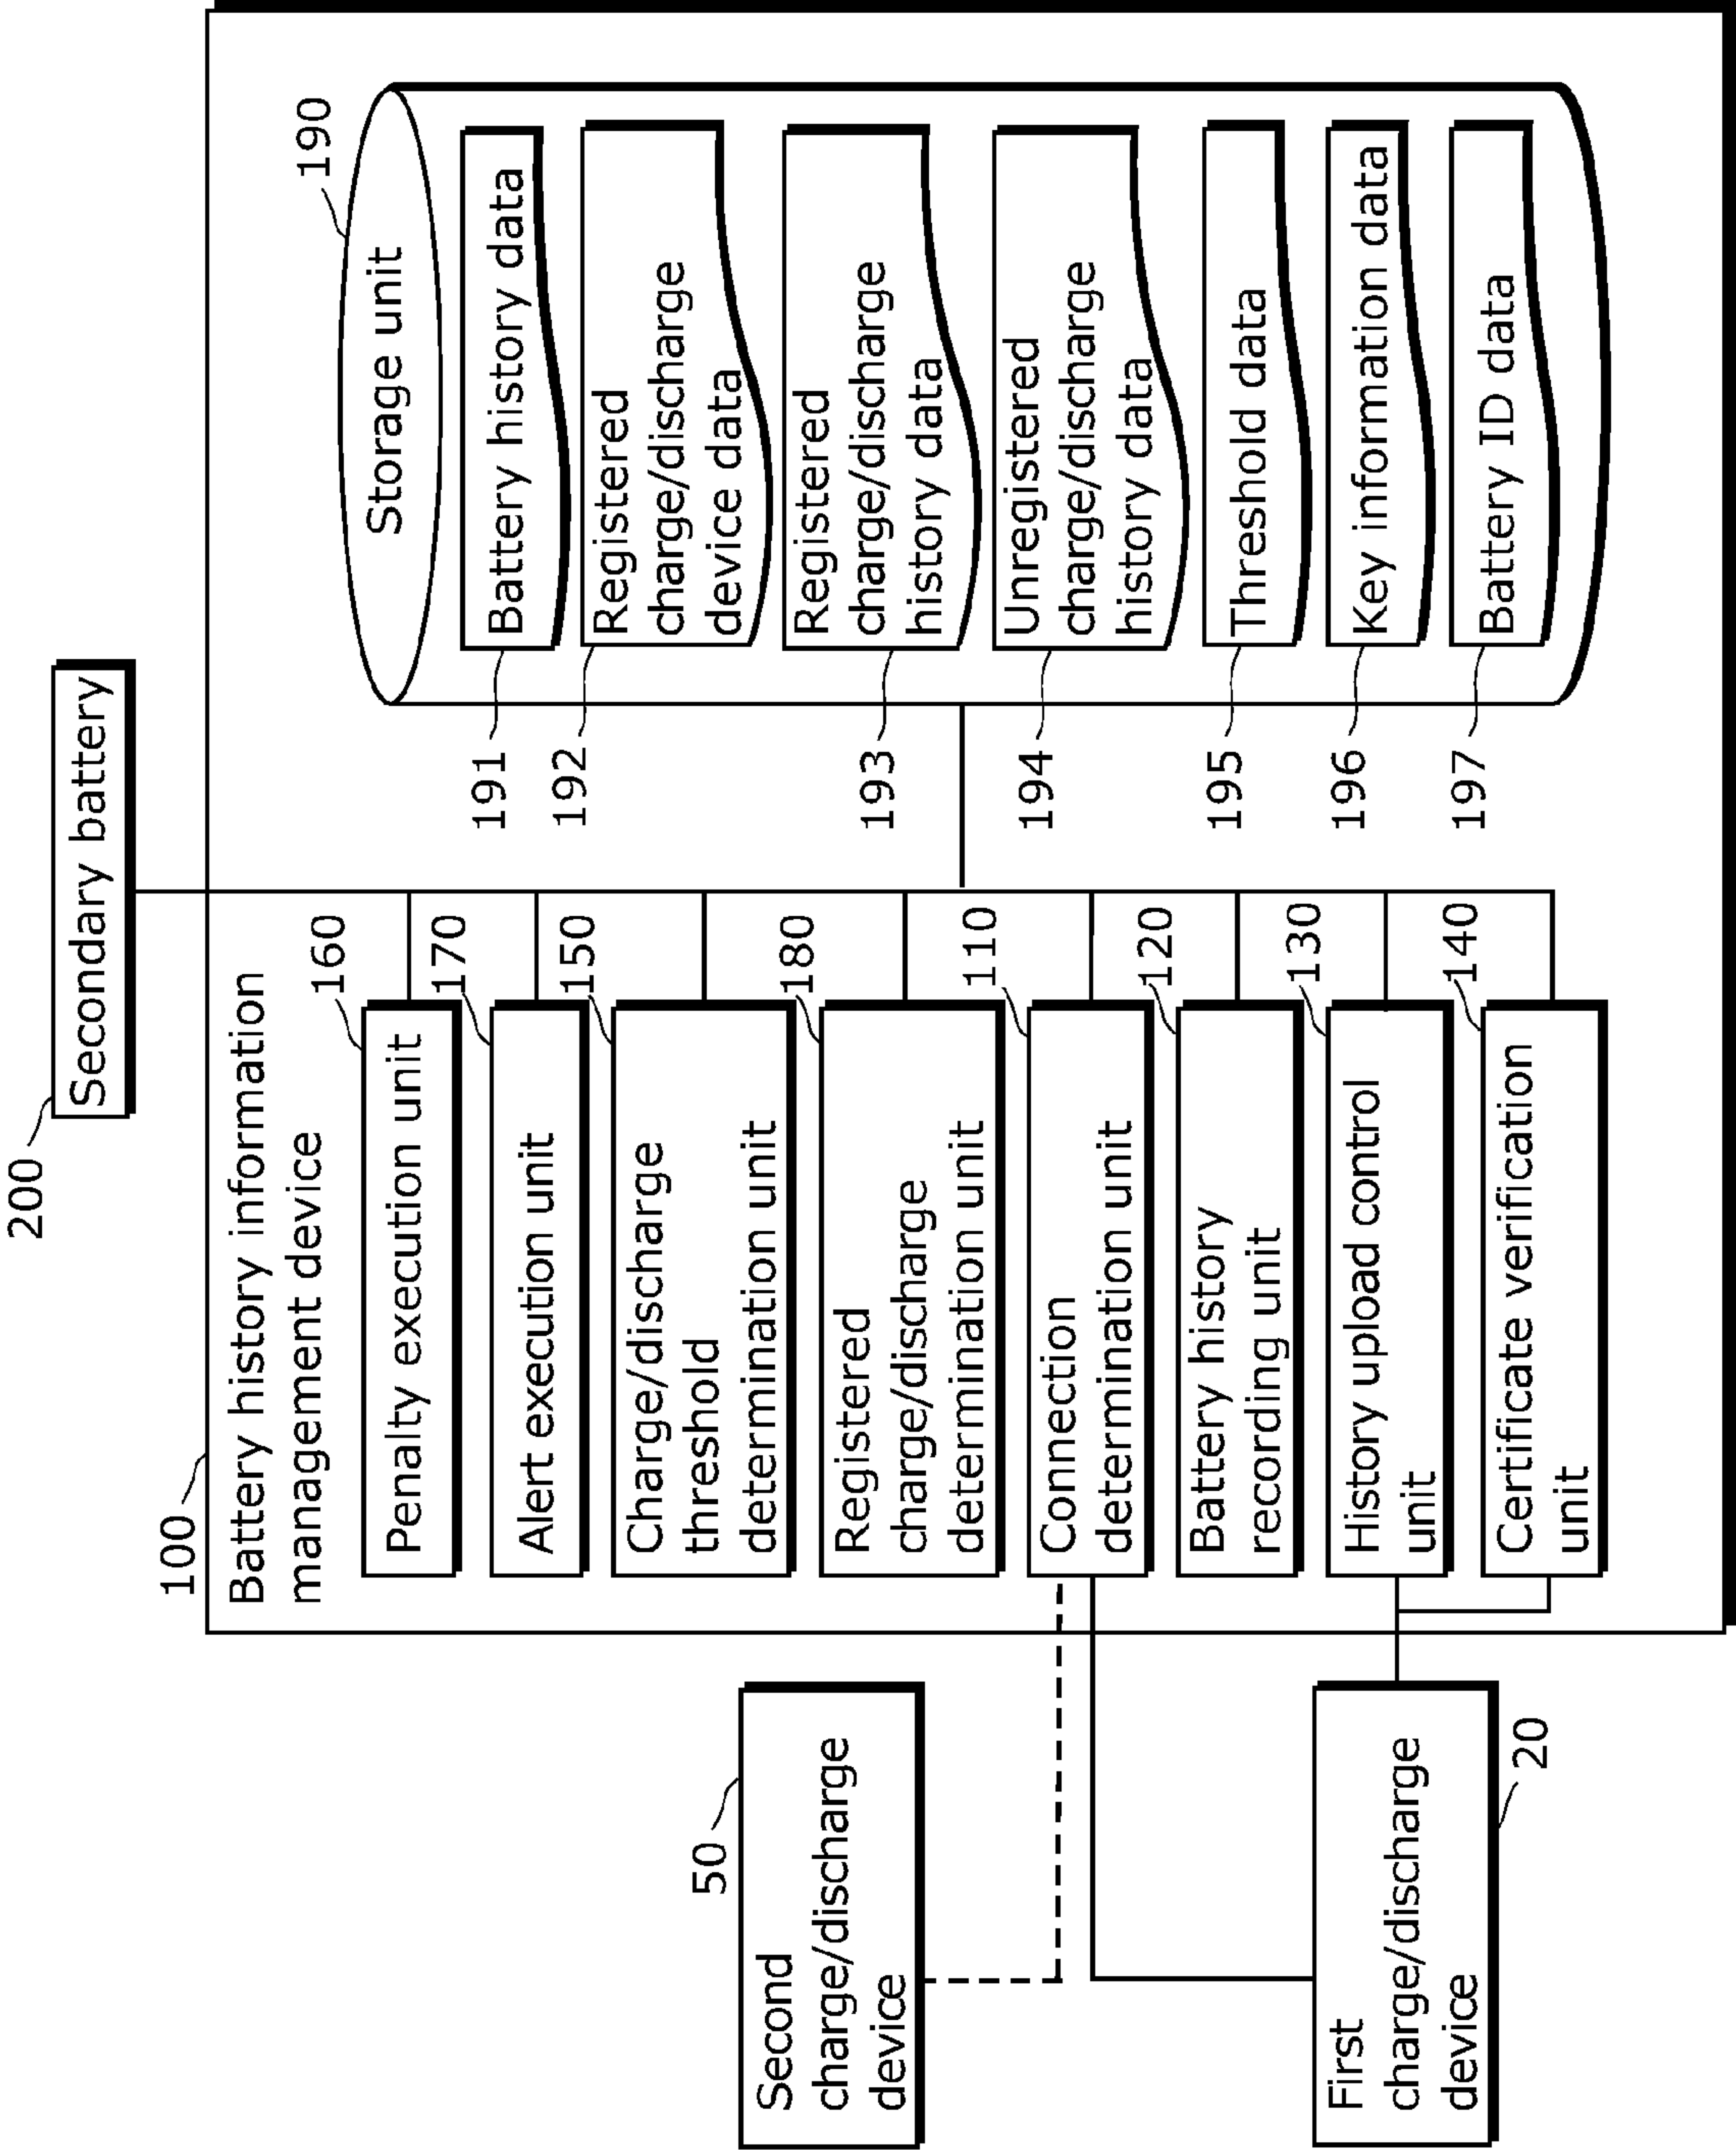 200
Secondary battery
100
Battery history information
management device
160
Penalty execution unit
170
Alert execution unit
150
Charge/discharge
threshold
determination unit
180
Registered
charge/discharge
determination unit
110
Connection
determination unit
120
Battery history
recording unit
130
History upload control
unit
140
Certificate verification
unit
50
Second
charge/discharge
device
First
charge/discharge
device
20
190
Storage unit
191
Battery history data
192
Registered
charge/discharge
device data
193
Registered
charge/discharge
history data
194
Unregistered
charge/discharge
history data
195
Threshold data
196
Key information data
197
Battery ID data